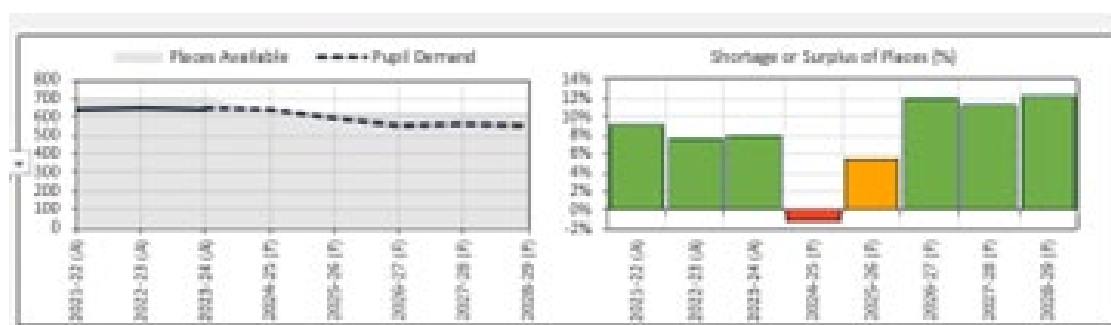 Places Available Pupil Demand
800
700
600
500
400
300
200
100
0
2021-22 (A)
2022-23 (A)
2023-24 (A)
2024-25 (F)
2025-26 (F)
2026-27 (F)
2027-28 (F)
2028-29 (F)
Shortage or Surplus of Places (%)
14%
12%
10%
8%
6%
4%
2%
0%
-2%
2021-22 (A)
2022-23 (A)
2023-24 (A)
2024-25 (F)
2025-26 (F)
2026-27 (F)
2027-28 (F)
2028-29 (F)